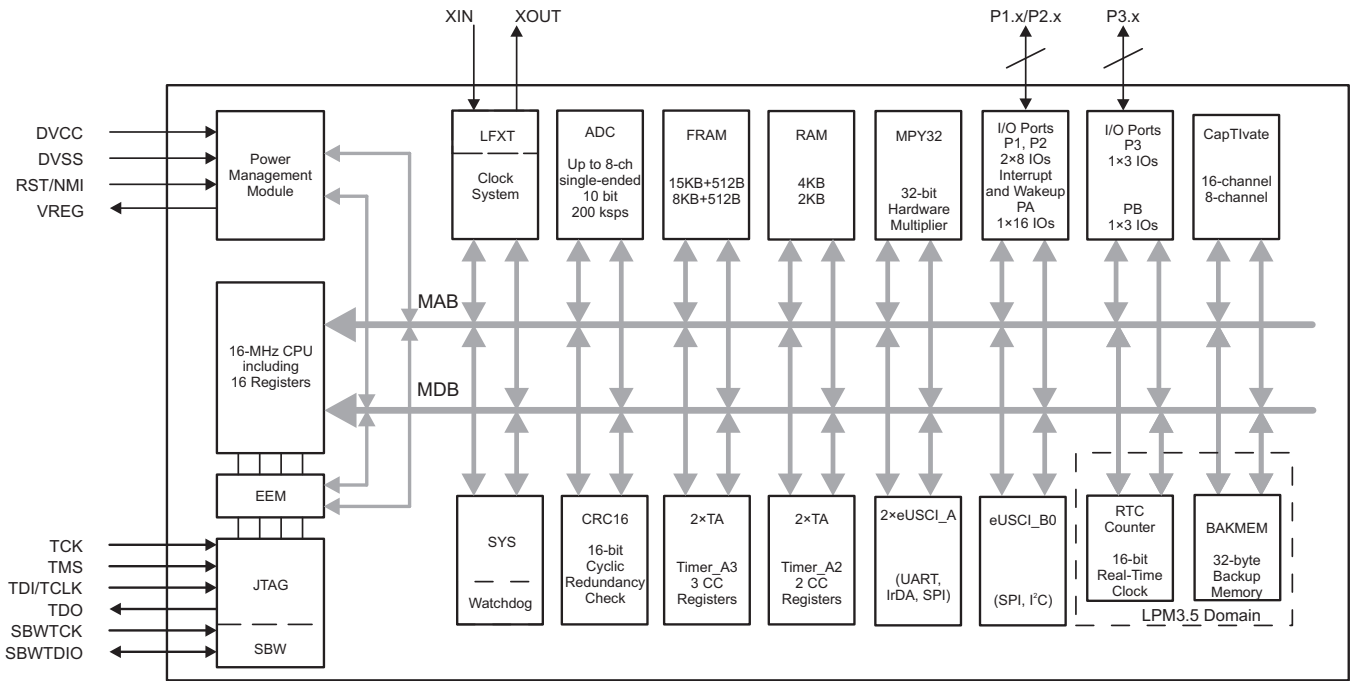 XIN
XOUT
P1.x/P2.x
P3.x
DVCC
DVSS
RST/NMI
VREG
Power
Management
Module
LFXT
Clock
System
ADC
Up to 8-ch
single-ended
10 bit
200 ksps
FRAM
15KB+512B
8KB+512B
RAM
4KB
2KB
MPY32
32-bit
Hardware
Multiplier
I/O Ports
P1, P2
2×8 IOs
Interrupt
and Wakeup
PA
1×16 IOs
I/O Ports
P3
1×3 IOs
PB
1×3 IOs
CapTIvate
16-channel
8-channel
MAB
16-MHz CPU
including
16 Registers
MDB
EEM
TCK
TMS
TDI/TCLK
TDO
SBWTCK
SBWTDIO
JTAG
SBW
SYS
Watchdog
CRC16
16-bit
Cyclic
Redundancy
Check
2×TA
Timer_A3
3 CC
Registers
2×TA
Timer_A2
2 CC
Registers
2×eUSCI_A
(UART,
IrDA, SPI)
eUSCI_B0
(SPI, I²C)
RTC
Counter
16-bit
Real-Time
Clock
BAKMEM
32-byte
Backup
Memory
LPM3.5 Domain